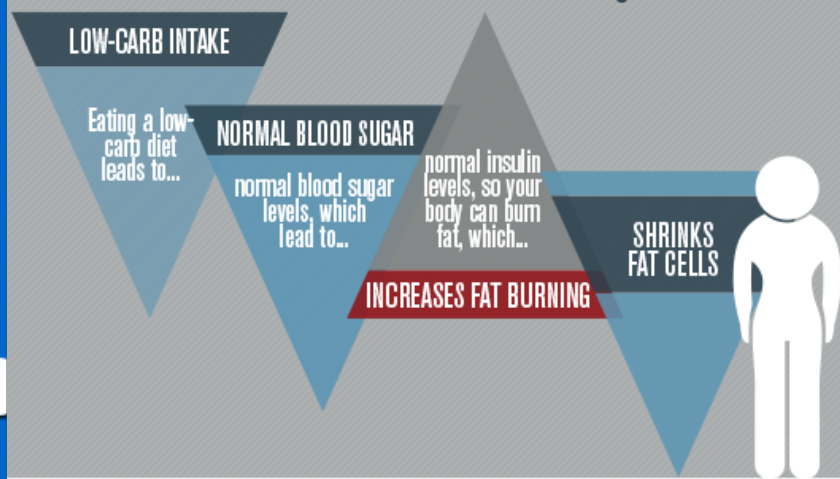 LOW-CARB INTAKE
Eating a low-
carb diet
leads to...
NORMAL BLOOD SUGAR
normal blood sugar
levels, which
lead to...
normal insulin
levels, so your
body can burn
fat, which...
INCREASES FAT BURNING
SHRINKS
FAT CELLS